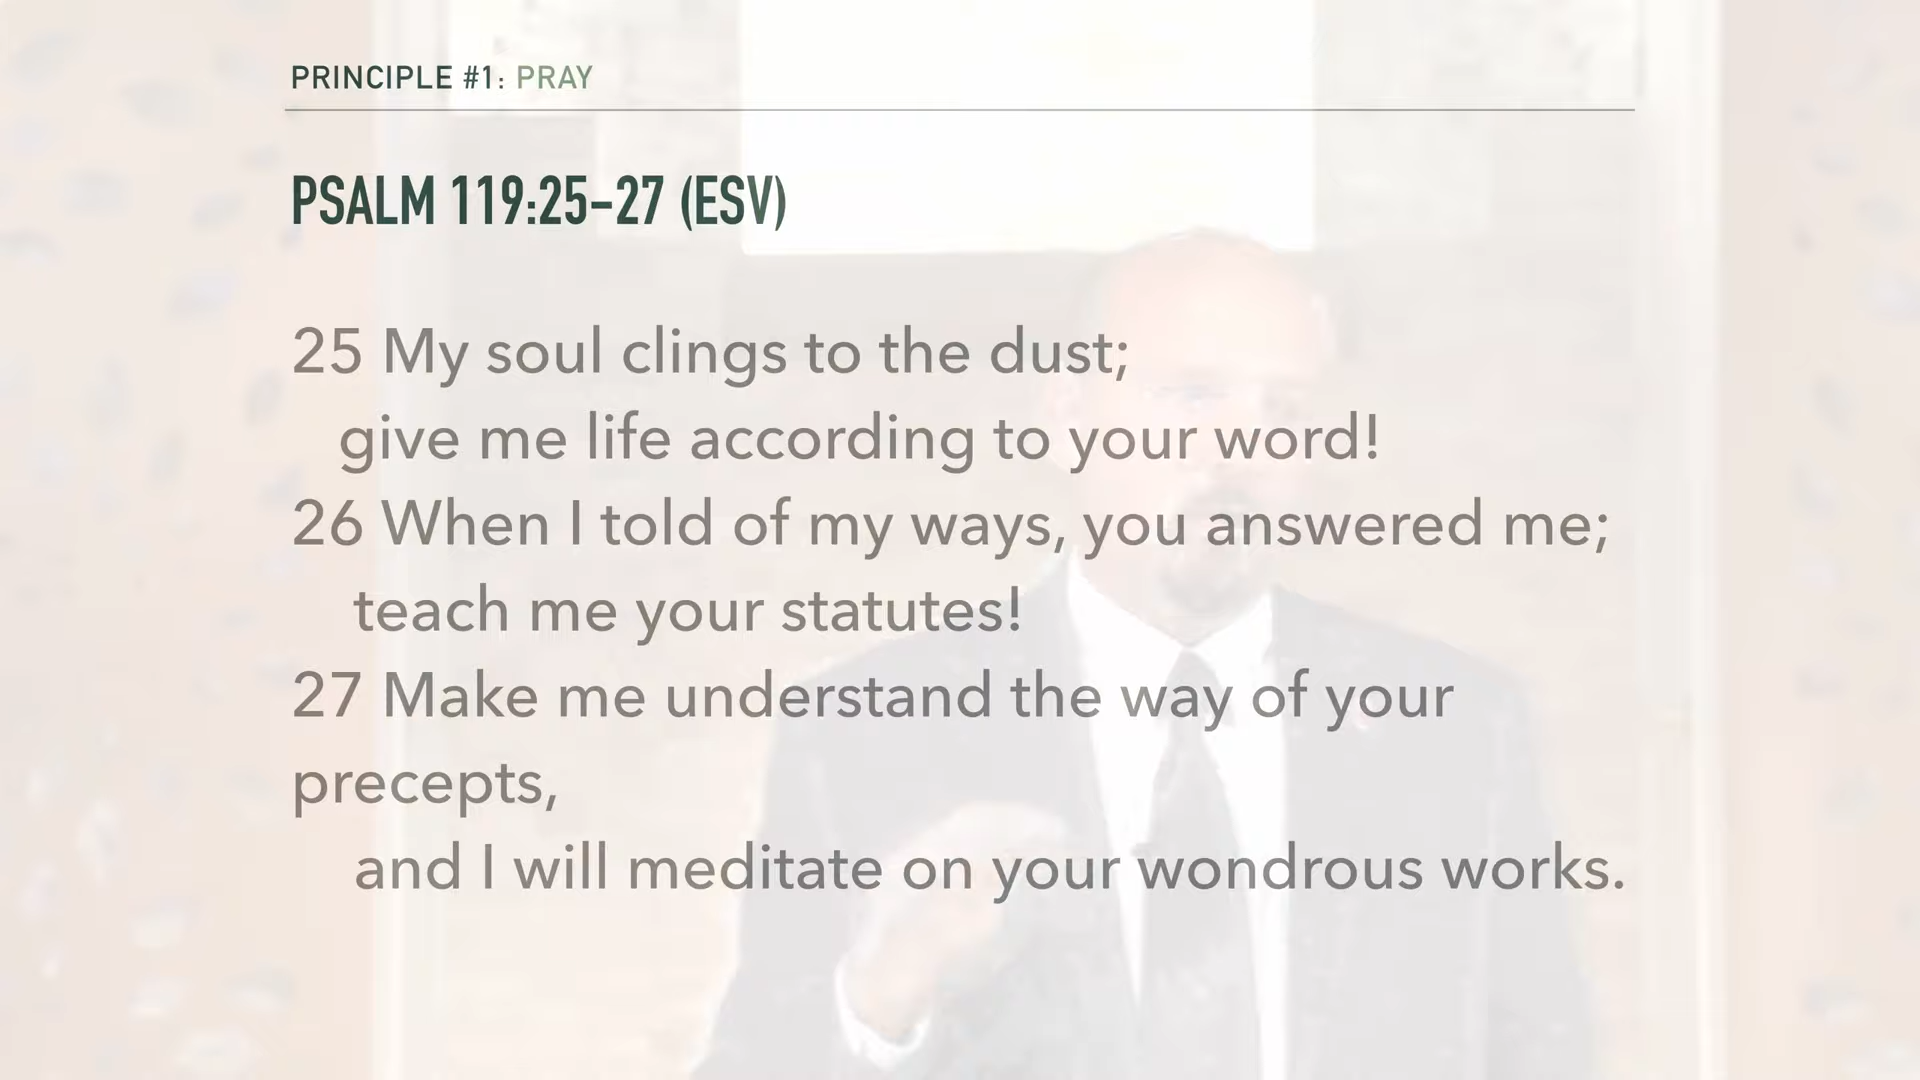 PRINCIPLE #1: PRAY
PSALM 119:25–27 (ESV)
25 My soul clings to the dust;
give me life according to your word!
26 When I told of my ways, you answered me;
teach me your statutes!
27 Make me understand the way of your
precepts,
and I will meditate on your wondrous works.